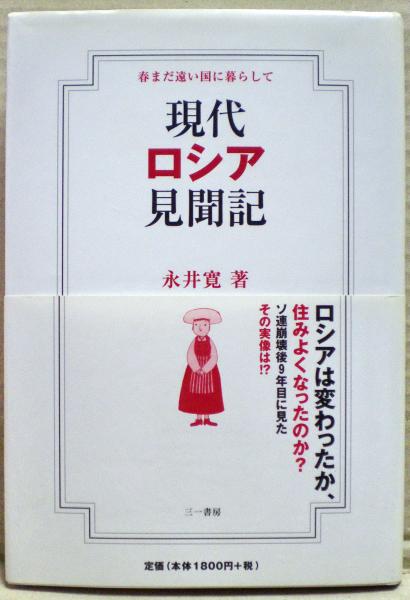 春まだ遠い国に暮らして
現代
ロシア
見聞記
永井寛 著
ロシアは変わったか、
住みよくなったのか?
ソ連崩壊後9年目に見た
その実像は!?
三一書房
定価(本体1800円+税)